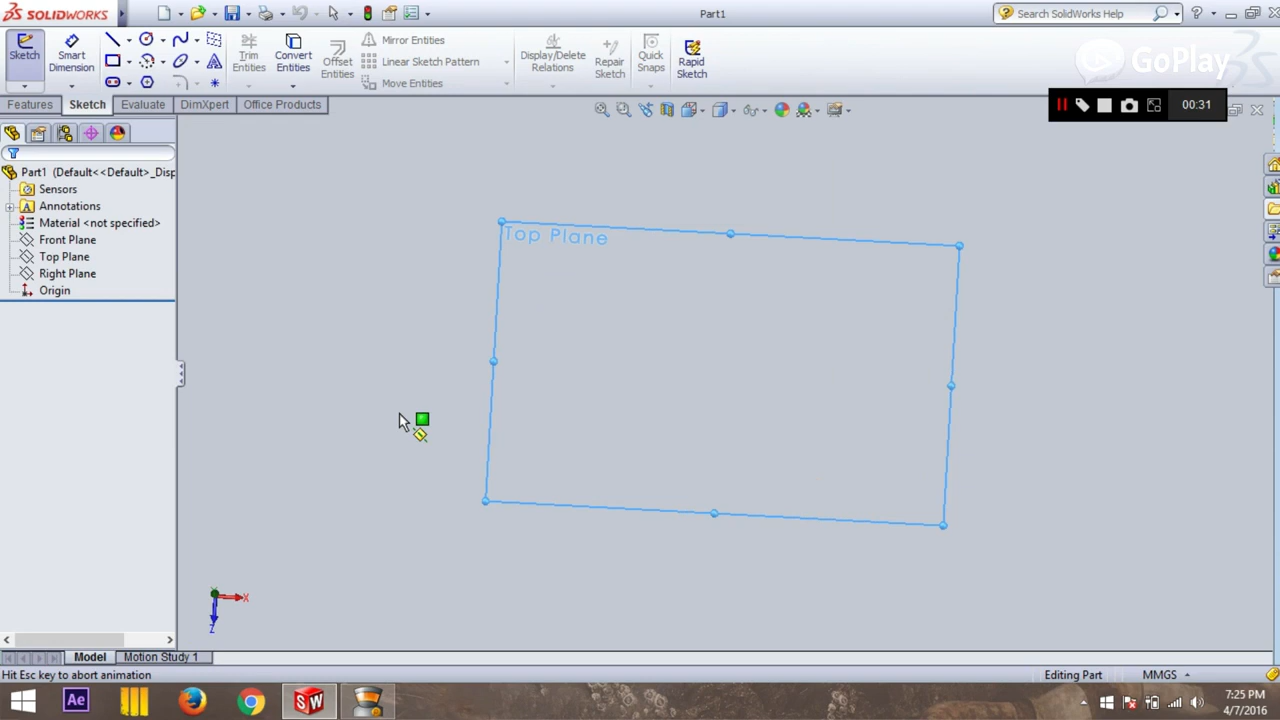 SOLIDWORKS
Part1
Search SolidWorks Help
Sketch
Smart Dimension
Trim Entities
Convert Entities
Offset Entities
Mirror Entities
Linear Sketch Pattern
Move Entities
Display/Delete Relations
Repair Sketch
Quick Snaps
Rapid Sketch
GoPlay
00:31
Features
Sketch
Evaluate
DimXpert
Office Products
Part1 (Default<<Default>_Disp
Sensors
Annotations
Material <not specified>
Front Plane
Top Plane
Right Plane
Origin
Top Plane
X
Z
Model
Motion Study 1
Hit Esc key to abort animation
Editing Part
MMGS
Ae
SW
7:25 PM
4/7/2016